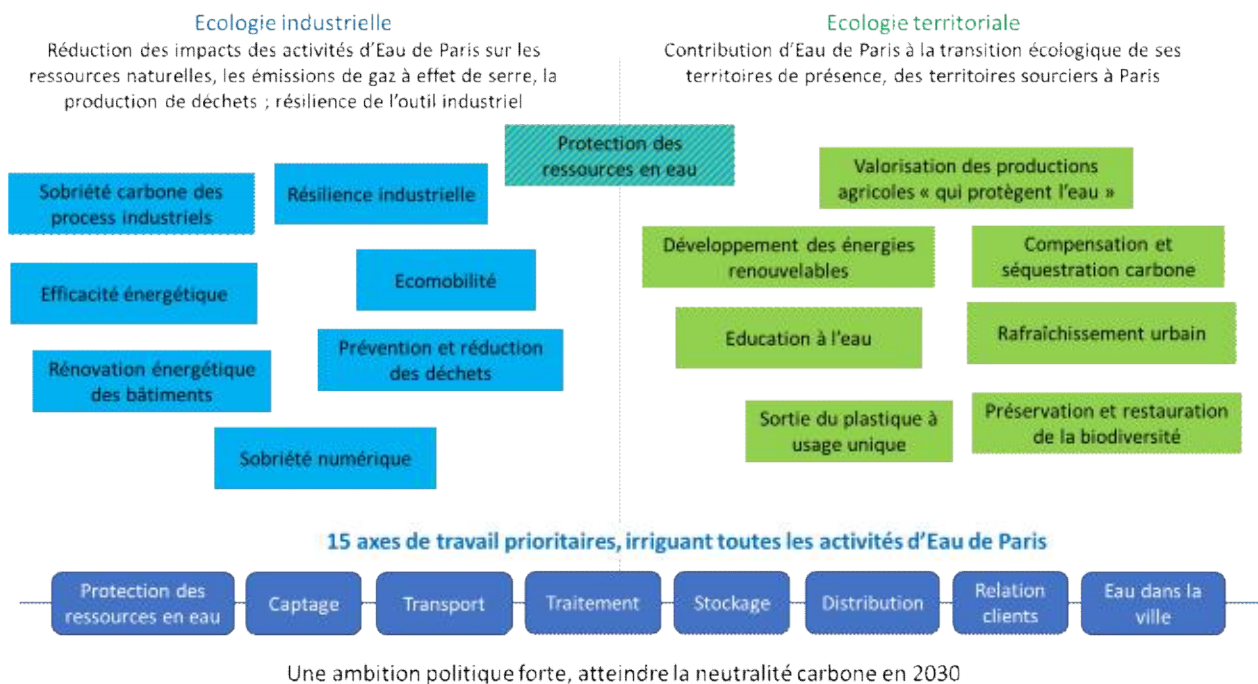 Ecologie industrielle
Réduction des impacts des activités d'Eau de Paris sur les
ressources naturelles, les émissions de gaz à effet de serre, la
production de déchets ; résilience de l'outil industriel
Ecologie territoriale
Contribution d'Eau de Paris à la transition écologique de ses
territoires de présence, des territoires sourciers à Paris
Protection des
ressources en eau
Sobriété carbone des
process industriels
Résilience industrielle
Efficacité énergétique
Ecomobilité
Rénovation énergétique
des bâtiments
Prévention et réduction
des déchets
Sobriété numérique
Valorisation des productions
agricoles « qui protègent l'eau »
Développement des énergies
renouvelables
Compensation et
séquestration carbone
Education à l'eau
Rafraîchissement urbain
Sortie du plastique à
usage unique
Préservation et restauration
de la biodiversité
15 axes de travail prioritaires, irriguant toutes les activités d'Eau de Paris
Protection des
ressources en eau
Captage
Transport
Traitement
Stockage
Distribution
Relation
clients
Eau dans la
ville
Une ambition politique forte, atteindre la neutralité carbone en 2030